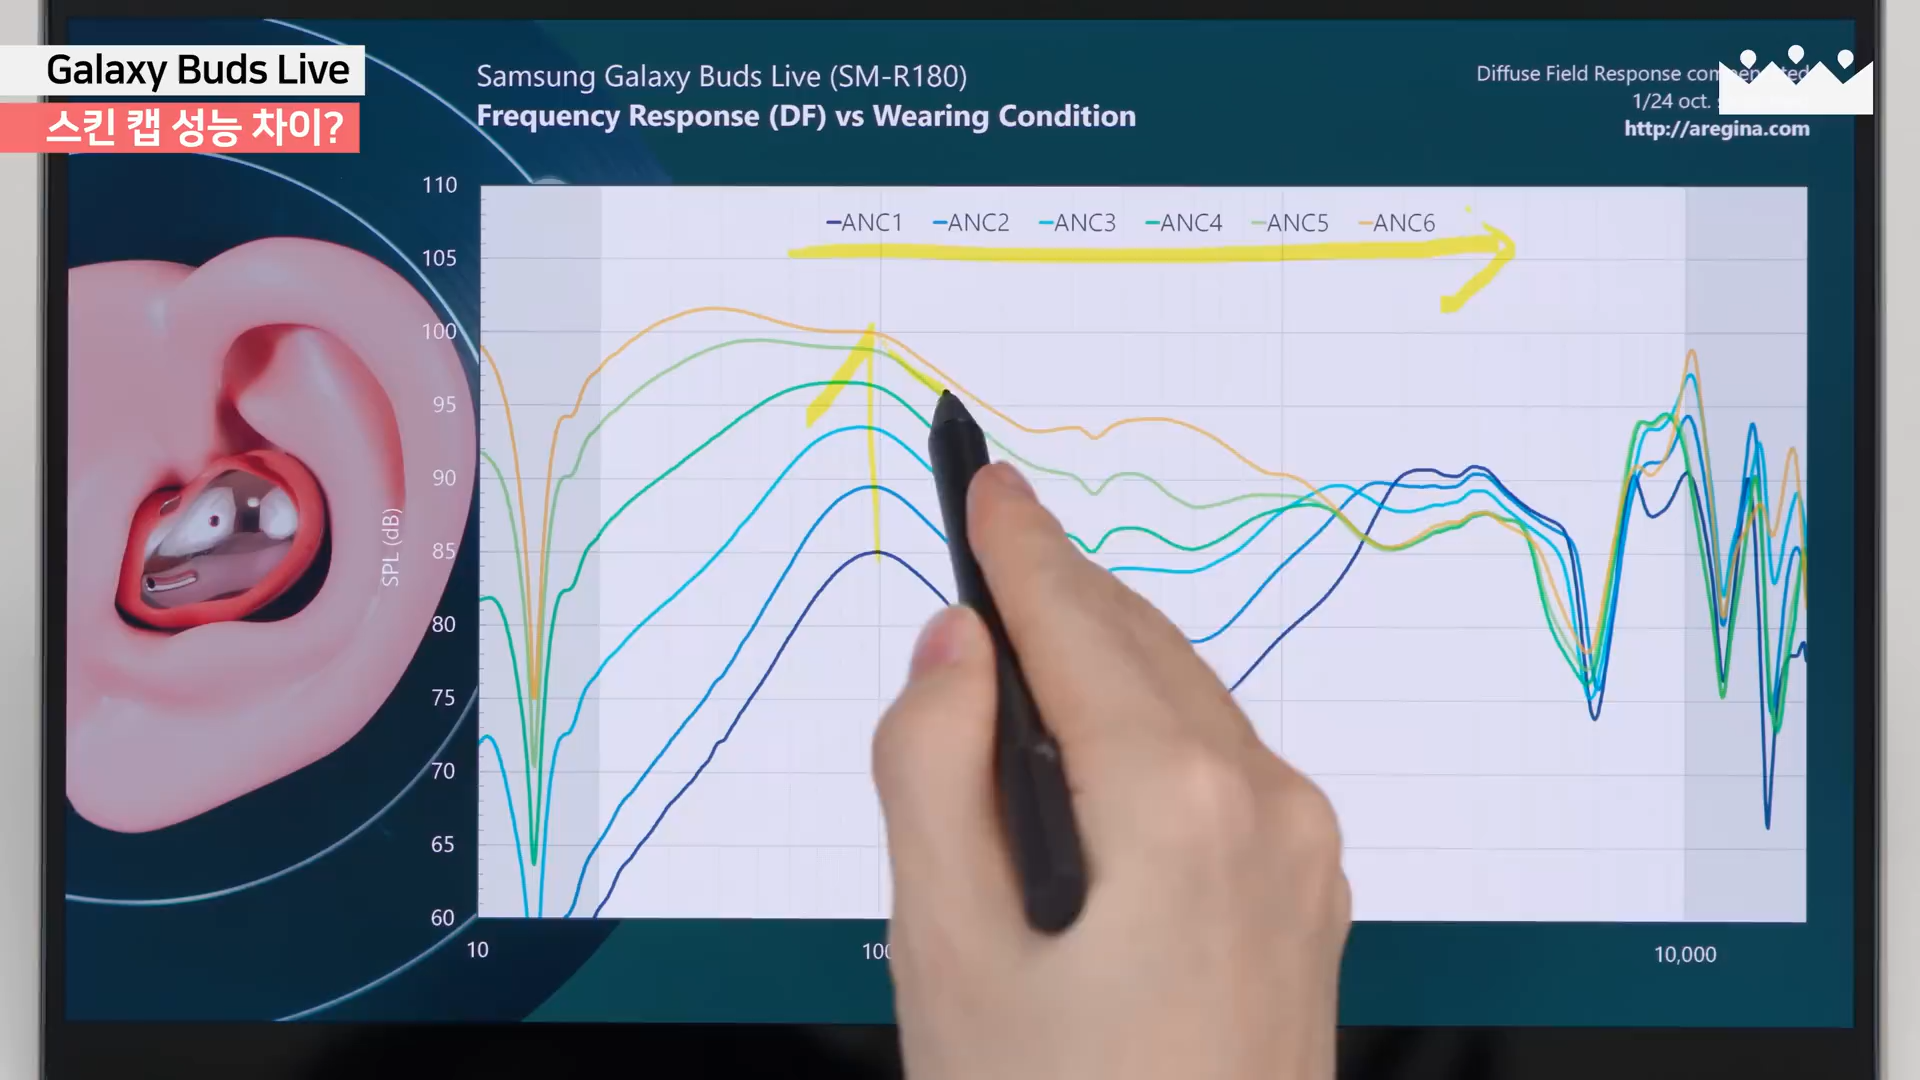 Galaxy Buds Live
스킨 캡 성능 차이?
Samsung Galaxy Buds Live (SM-R180)
Frequency Response (DF) vs Wearing Condition
Diffuse Field Response
1/24 oct.
http://aregina.com
ANC1 ANC2 ANC3 ANC4 ANC5 ANC6
SPL (dB)
110
105
100
95
90
85
80
75
70
65
60
10 10,000